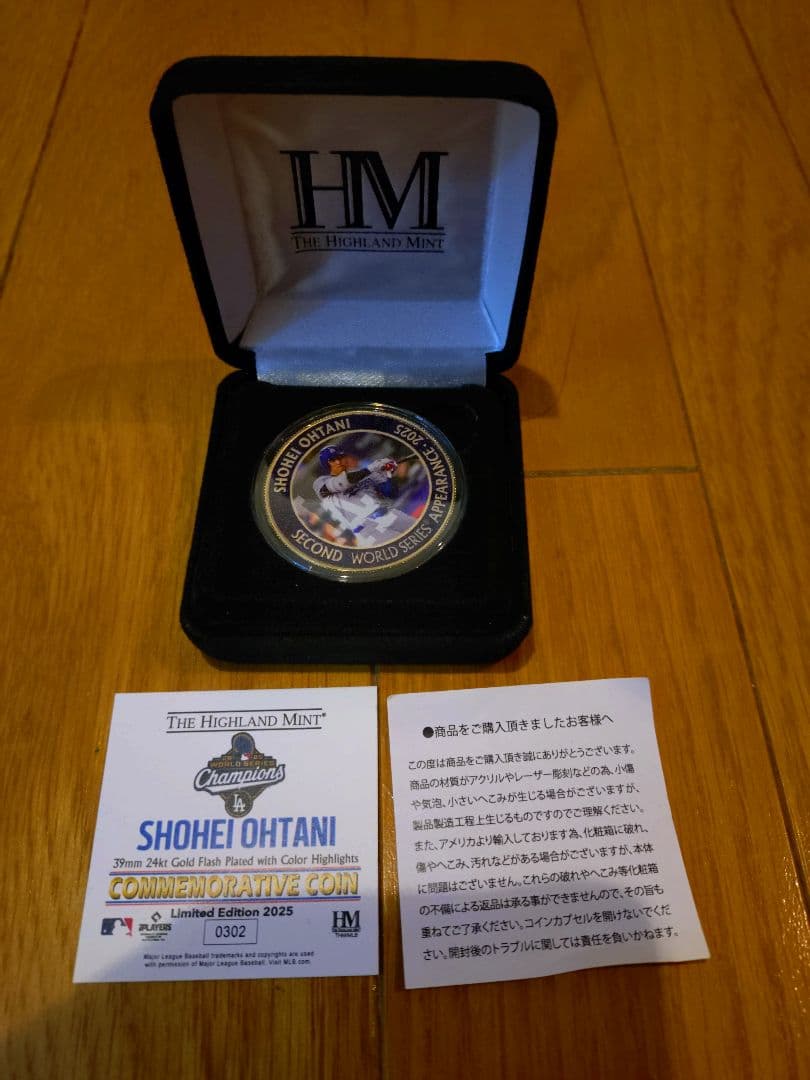 HM
THE HIGHLAND MINT
SHOHEI OHTANI
SECOND WORLD SERIES APPEARANCE · 2025
THE HIGHLAND MINT®
WORLD SERIES
Champions
LA
SHOHEI OHTANI
39mm 24kt Gold Flash Plated with Color Highlights
COMMEMORATIVE COIN
Limited Edition 2025
0302
PLAYERS
HM
Major League Baseball trademarks and copyrights are used
with permission of Major League Baseball. Visit MLB.com.
●商品をご購入頂きましたお客様へ
この度は商品をご購入頂き誠にありがとうございます。
商品の材質がアクリルやレーザー彫刻などの為、小傷
や気泡、小さいへこみが生じる場合がございますが、
製品製造工程上生じるものですのでご理解ください。
また、アメリカより輸入しております為、化粧箱に破れ、
傷やへこみ、汚れなどがある場合がございますが、本体
に問題はございません。これらの破れやへこみ等化粧箱
の不備による返品は承る事ができませんので、その旨も
重ねてご了承ください。コインカプセルを開けないでくだ
さい。開封後のトラブルに関しては責任を負いかねます。